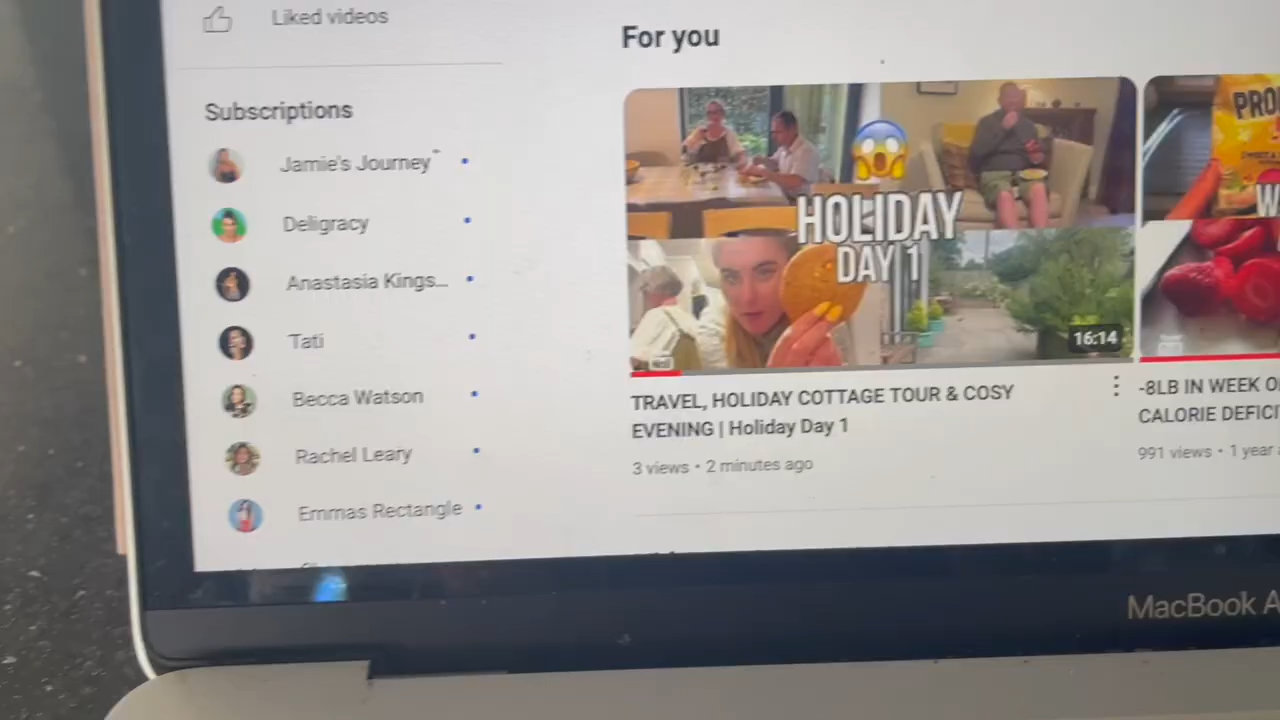 Liked videos
Subscriptions
Jamie's Journey
Deligracy
Anastasia Kings...
Tati
Becca Watson
Rachel Leary
Emmas Rectangle
For you
HOLIDAY
DAY 1
16:14
TRAVEL, HOLIDAY COTTAGE TOUR & COSY
EVENING | Holiday Day 1
3 views • 2 minutes ago
PRO
W
-8LB IN WEEK O
CALORIE DEFICI
991 views • 1 year a
MacBook A